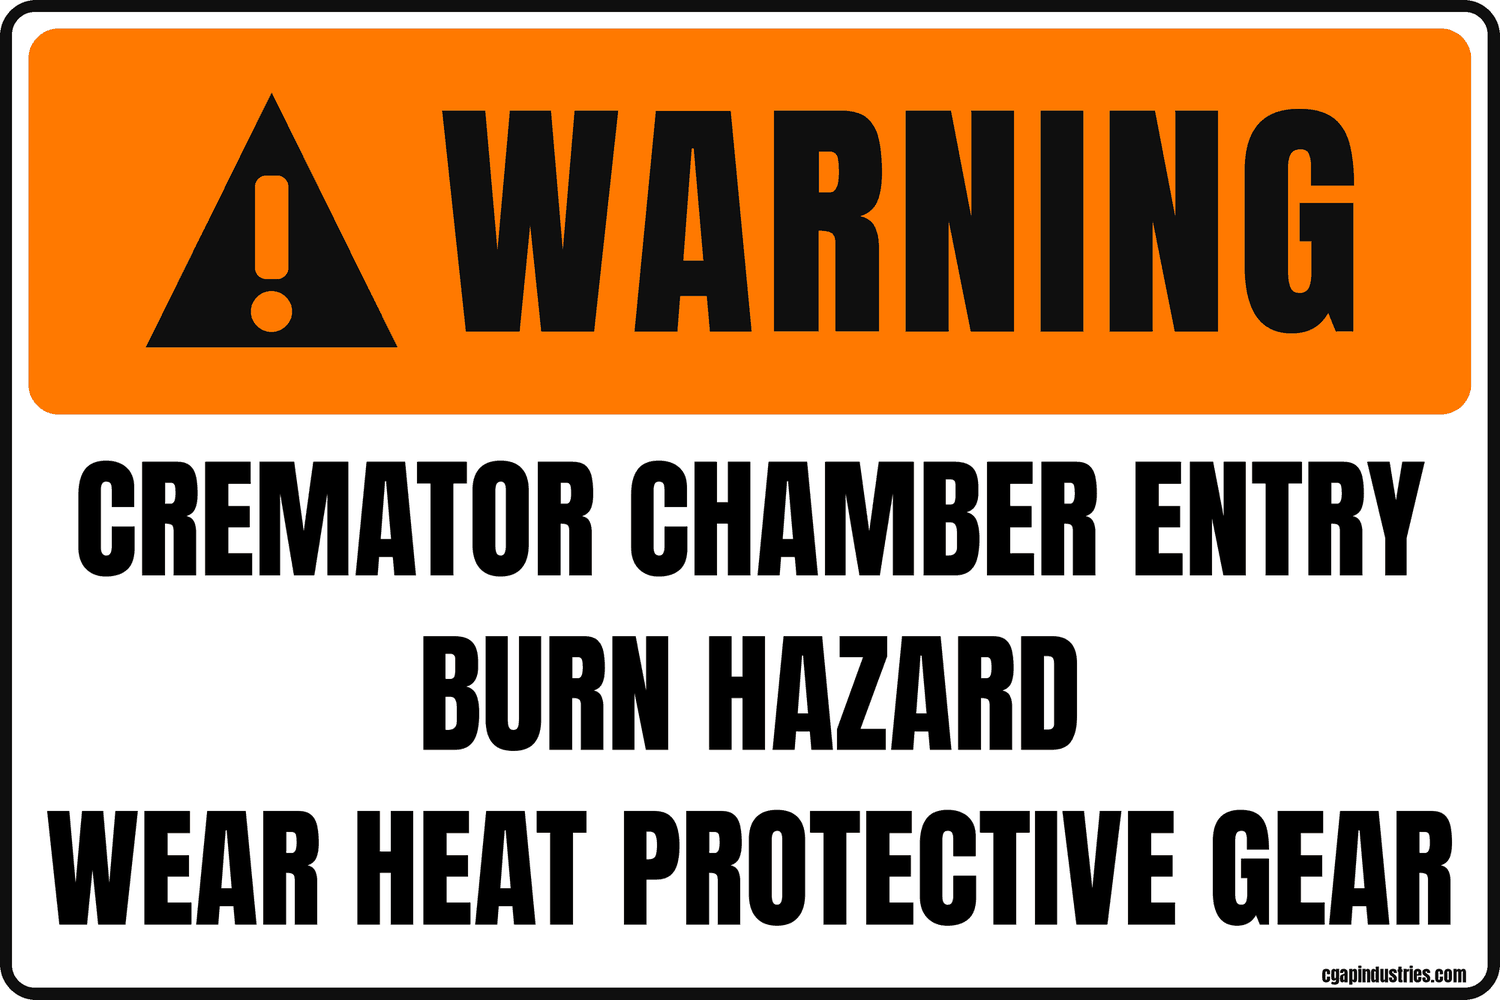 WARNING
CREMATOR CHAMBER ENTRY
BURN HAZARD
WEAR HEAT PROTECTIVE GEAR
cgapindustries.com